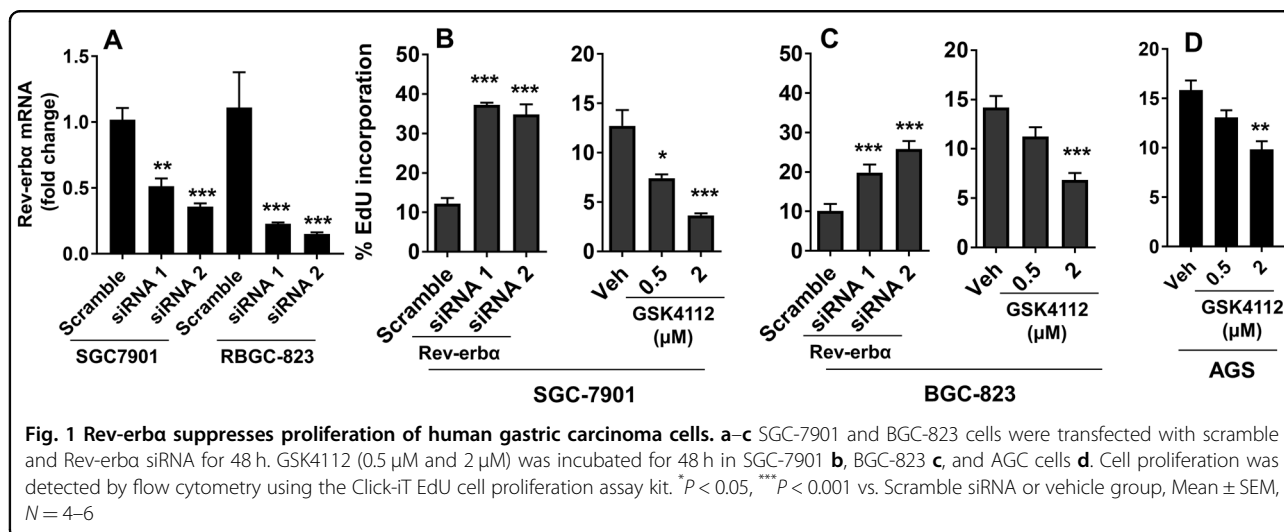 A
Rev-erbα mRNA
(fold change)
1.5
1.0
0.5
0.0
**
***
***
***
Scramble
siRNA 1
siRNA 2
Scramble
siRNA 1
siRNA 2
SGC7901
RBGC-823
B
% EdU incorporation
50
40
30
20
10
0
***
***
Scramble
siRNA 1
siRNA 2
Rev-erbα
20
15
10
5
0
*
***
Veh
0.5
2
GSK4112
(µM)
SGC-7901
C
50
40
30
20
10
0
***
***
Scramble
siRNA 1
siRNA 2
Rev-erbα
20
15
10
5
0
***
Veh
0.5
2
GSK4112
(µM)
BGC-823
D
20
15
10
5
0
**
Veh
0.5
2
GSK4112
(µM)
AGS
Fig. 1 Rev-erbα suppresses proliferation of human gastric carcinoma cells. a–c SGC-7901 and BGC-823 cells were transfected with scramble
and Rev-erbα siRNA for 48 h. GSK4112 (0.5 µM and 2 µM) was incubated for 48 h in SGC-7901 b, BGC-823 c, and AGC cells d. Cell proliferation was
detected by flow cytometry using the Click-iT EdU cell proliferation assay kit. *P < 0.05, ***P < 0.001 vs. Scramble siRNA or vehicle group, Mean ± SEM,
N = 4–6